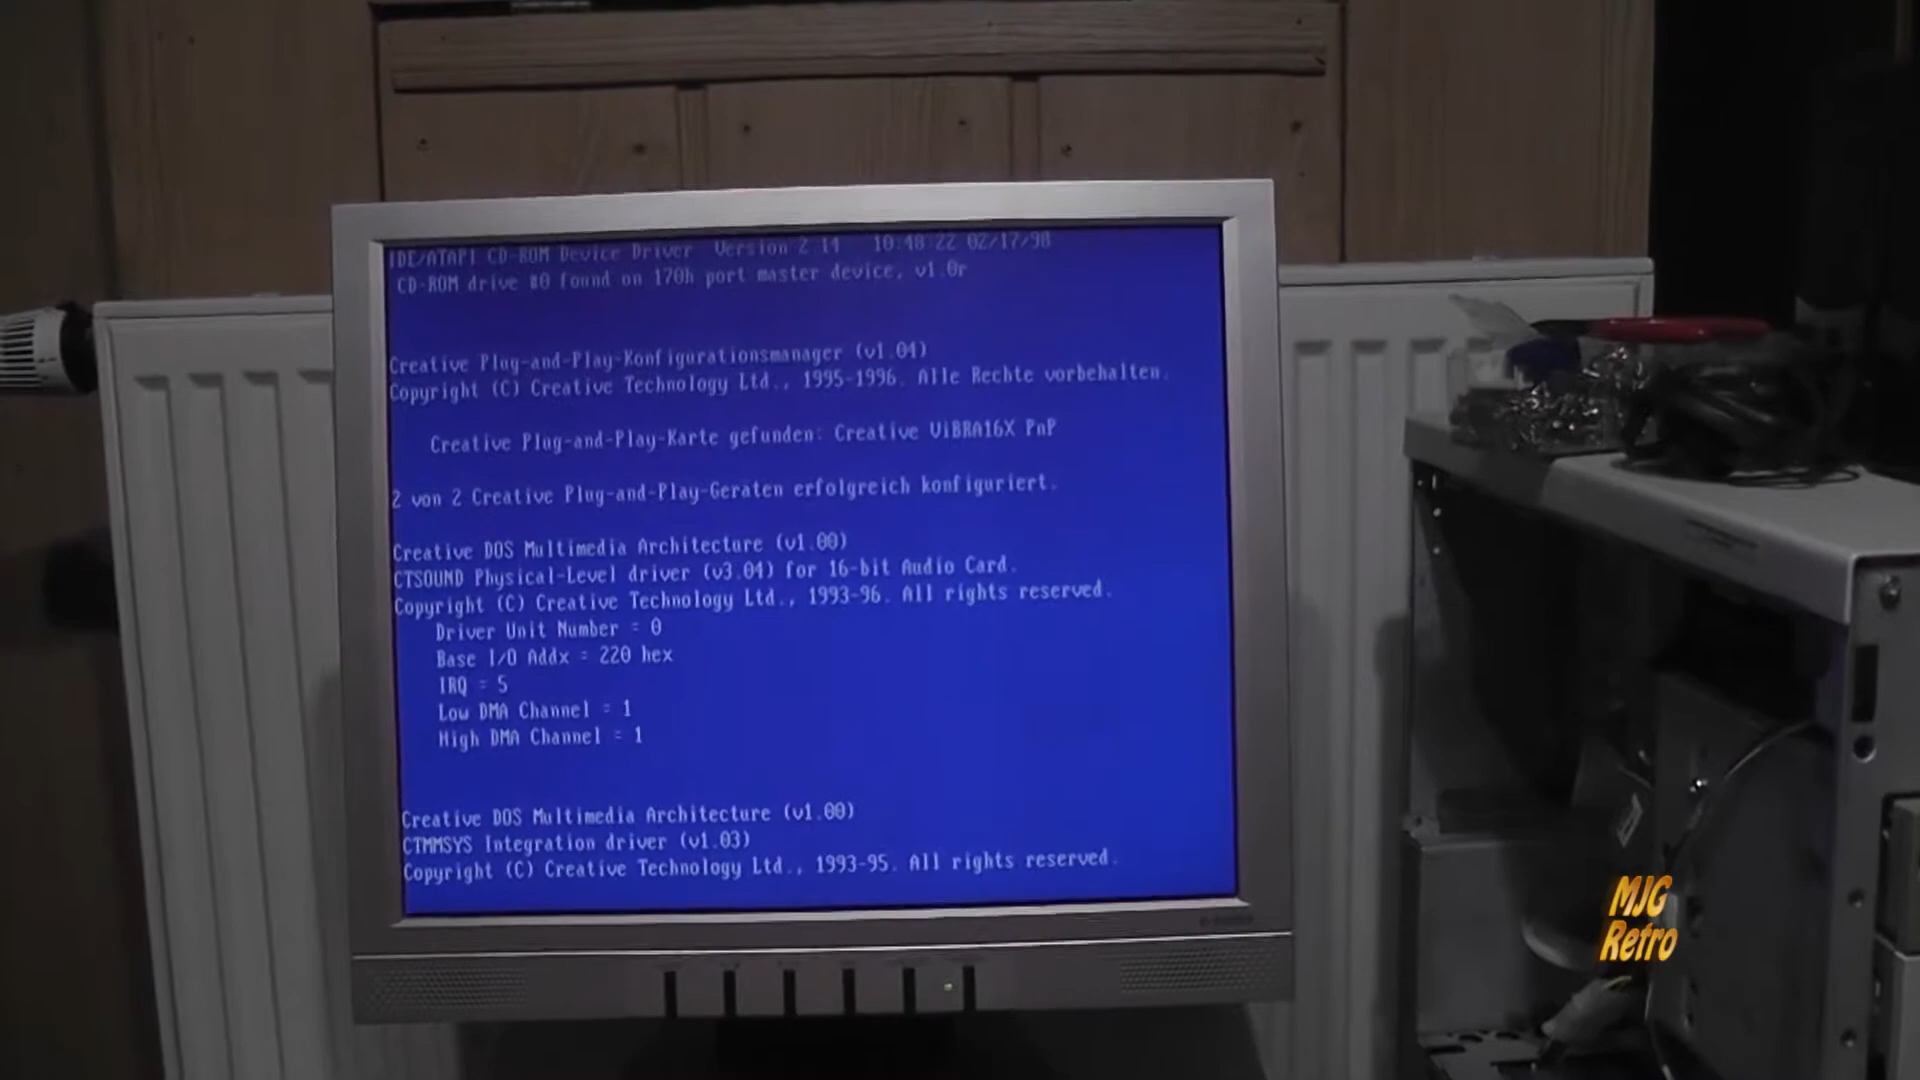 IDE/ATAPI CD-ROM Device Driver Version 2.14 10:48:22 02/17/98
CD-ROM drive #0 found on 170h port master device, v1.0r
Creative Plug-and-Play-Konfigurationsmanager (v1.04)
Copyright (C) Creative Technology Ltd., 1995-1996. Alle Rechte vorbehalten.
Creative Plug-and-Play-Karte gefunden: Creative ViBRA16X PnP
2 von 2 Creative Plug-and-Play-Geraten erfolgreich konfiguriert.
Creative DOS Multimedia Architecture (v1.00)
CTSOUND Physical-Level driver (v3.04) for 16-bit Audio Card.
Copyright (C) Creative Technology Ltd., 1993-96. All rights reserved.
Driver Unit Number = 0
Base I/O Addx = 220 hex
IRQ = 5
Low DMA Channel = 1
High DMA Channel = 1
Creative DOS Multimedia Architecture (v1.00)
CTMMSYS Integration driver (v1.03)
Copyright (C) Creative Technology Ltd., 1993-95. All rights reserved.
MJG
Retro